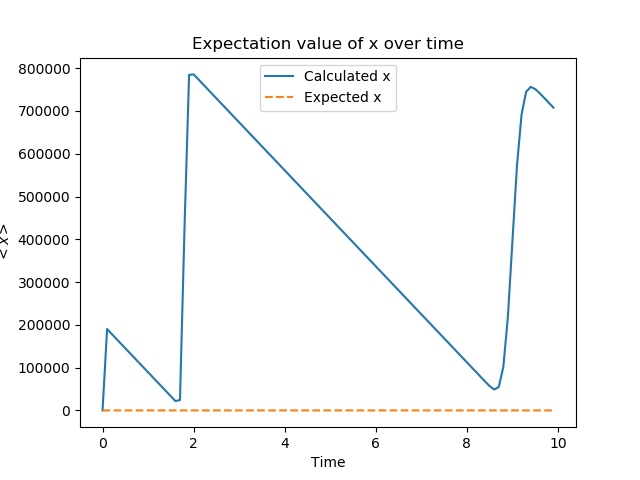 Expectation value of x over time
Calculated x
Expected x
800000
700000
600000
500000
400000
300000
200000
100000
0
<x>
0 2 4 6 8 10
Time